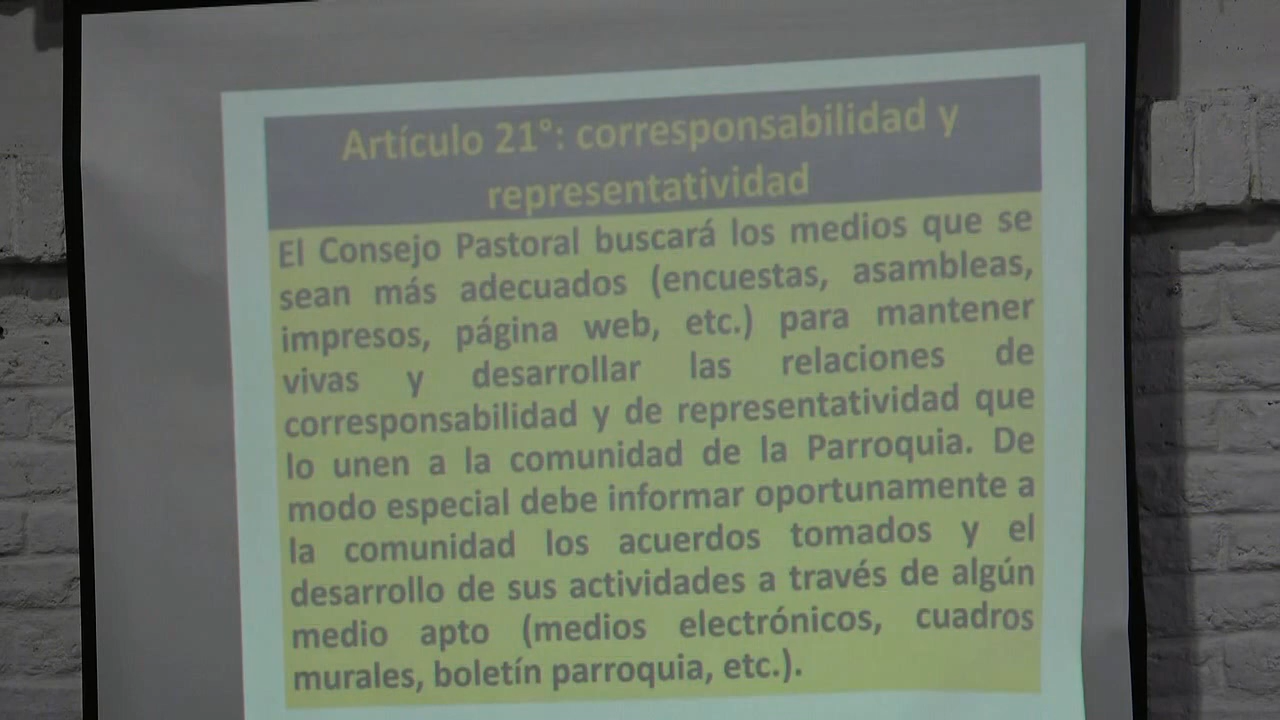 Artículo 21°: corresponsabilidad y
representatividad
El Consejo Pastoral buscará los medios que se
sean más adecuados (encuestas, asambleas,
impresos, página web, etc.) para mantener
vivas y desarrollar las relaciones de
corresponsabilidad y de representatividad que
lo unen a la comunidad de la Parroquia. De
modo especial debe informar oportunamente a
la comunidad los acuerdos tomados y el
desarrollo de sus actividades a través de algún
medio apto (medios electrónicos, cuadros
murales, boletín parroquia, etc.).